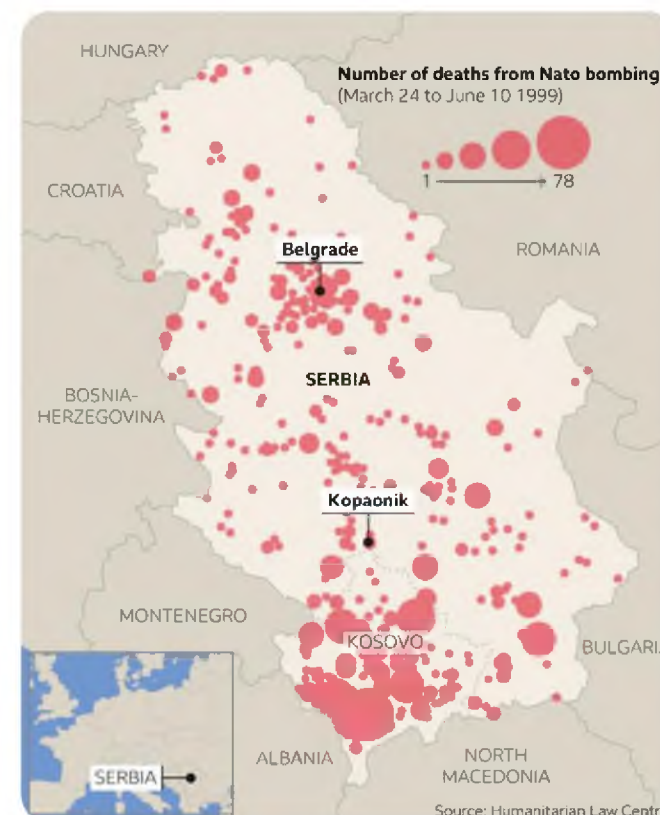 HUNGARY
Number of deaths from Nato bombing
(March 24 to June 10 1999)
1
78
CROATIA
ROMANIA
Belgrade
SERBIA
BOSNIA-
HERZEGOVINA
Kopaonik
MONTENEGRO
KOSOVO
BULGARIA
ALBANIA
NORTH
MACEDONIA
SERBIA
Source: Humanitarian Law Centr